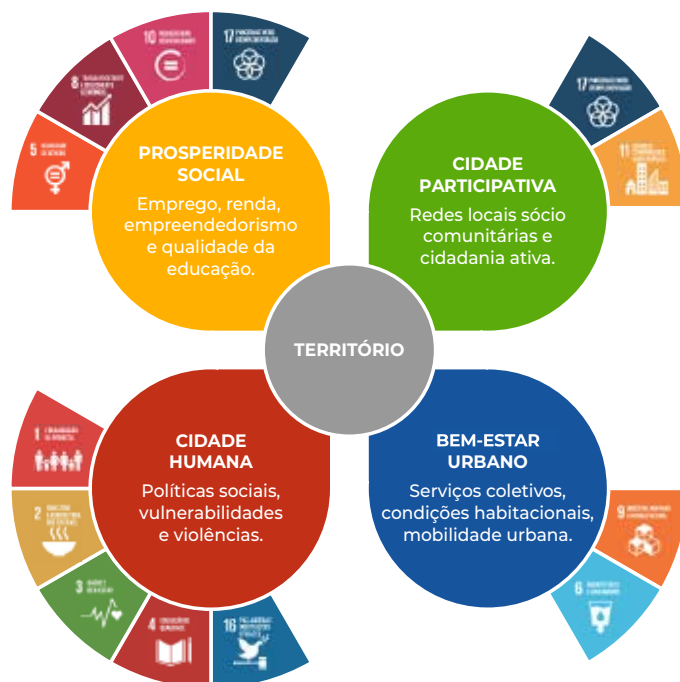 10
17
8
5
PROSPERIDADE
SOCIAL
Emprego, renda,
empreendedorismo
e qualidade da
educação.
17
11
CIDADE
PARTICIPATIVA
Redes locais sócio
comunitárias e
cidadania ativa.
TERRITÓRIO
1
2
3
4
16
CIDADE
HUMANA
Políticas sociais,
vulnerabilidades
e violências.
BEM-ESTAR
URBANO
Serviços coletivos,
condições habitacionais,
mobilidade urbana.
9
6